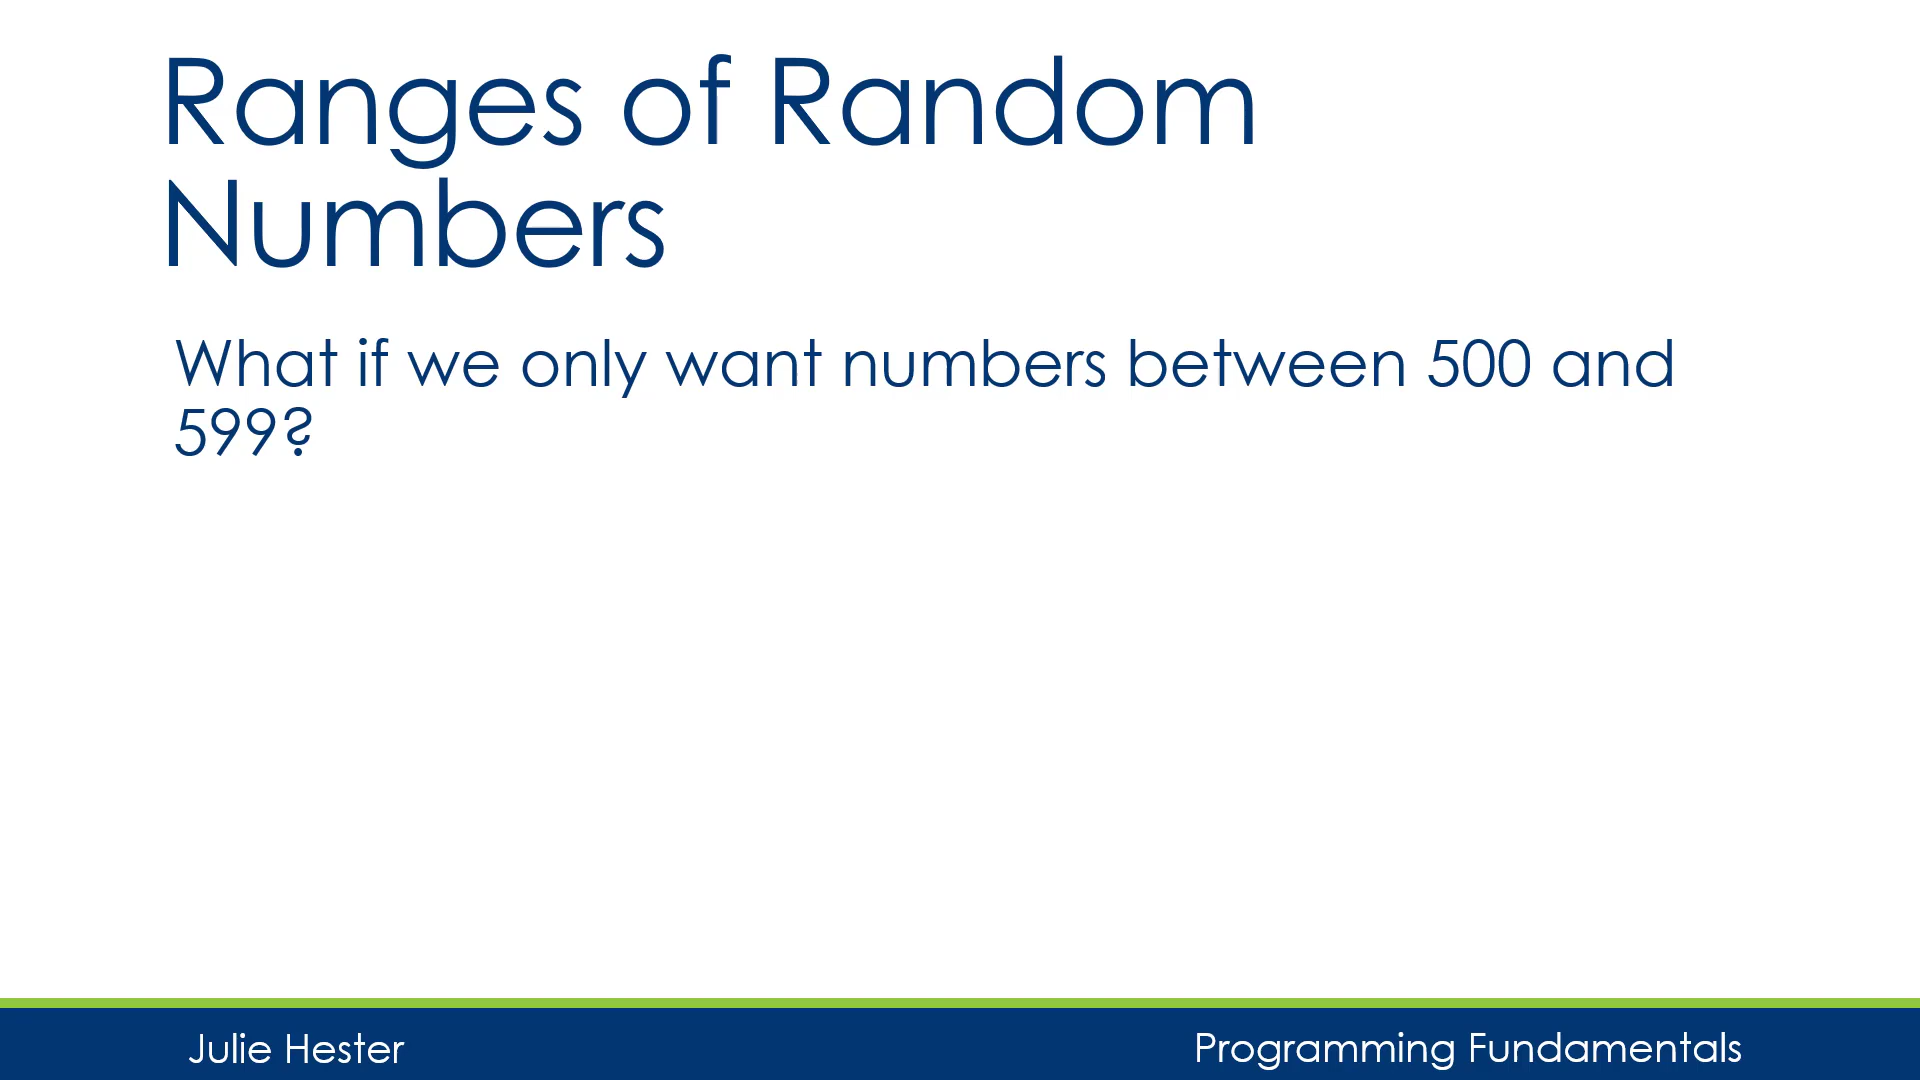 Ranges of Random
Numbers
What if we only want numbers between 500 and
599?
Julie Hester
Programming Fundamentals